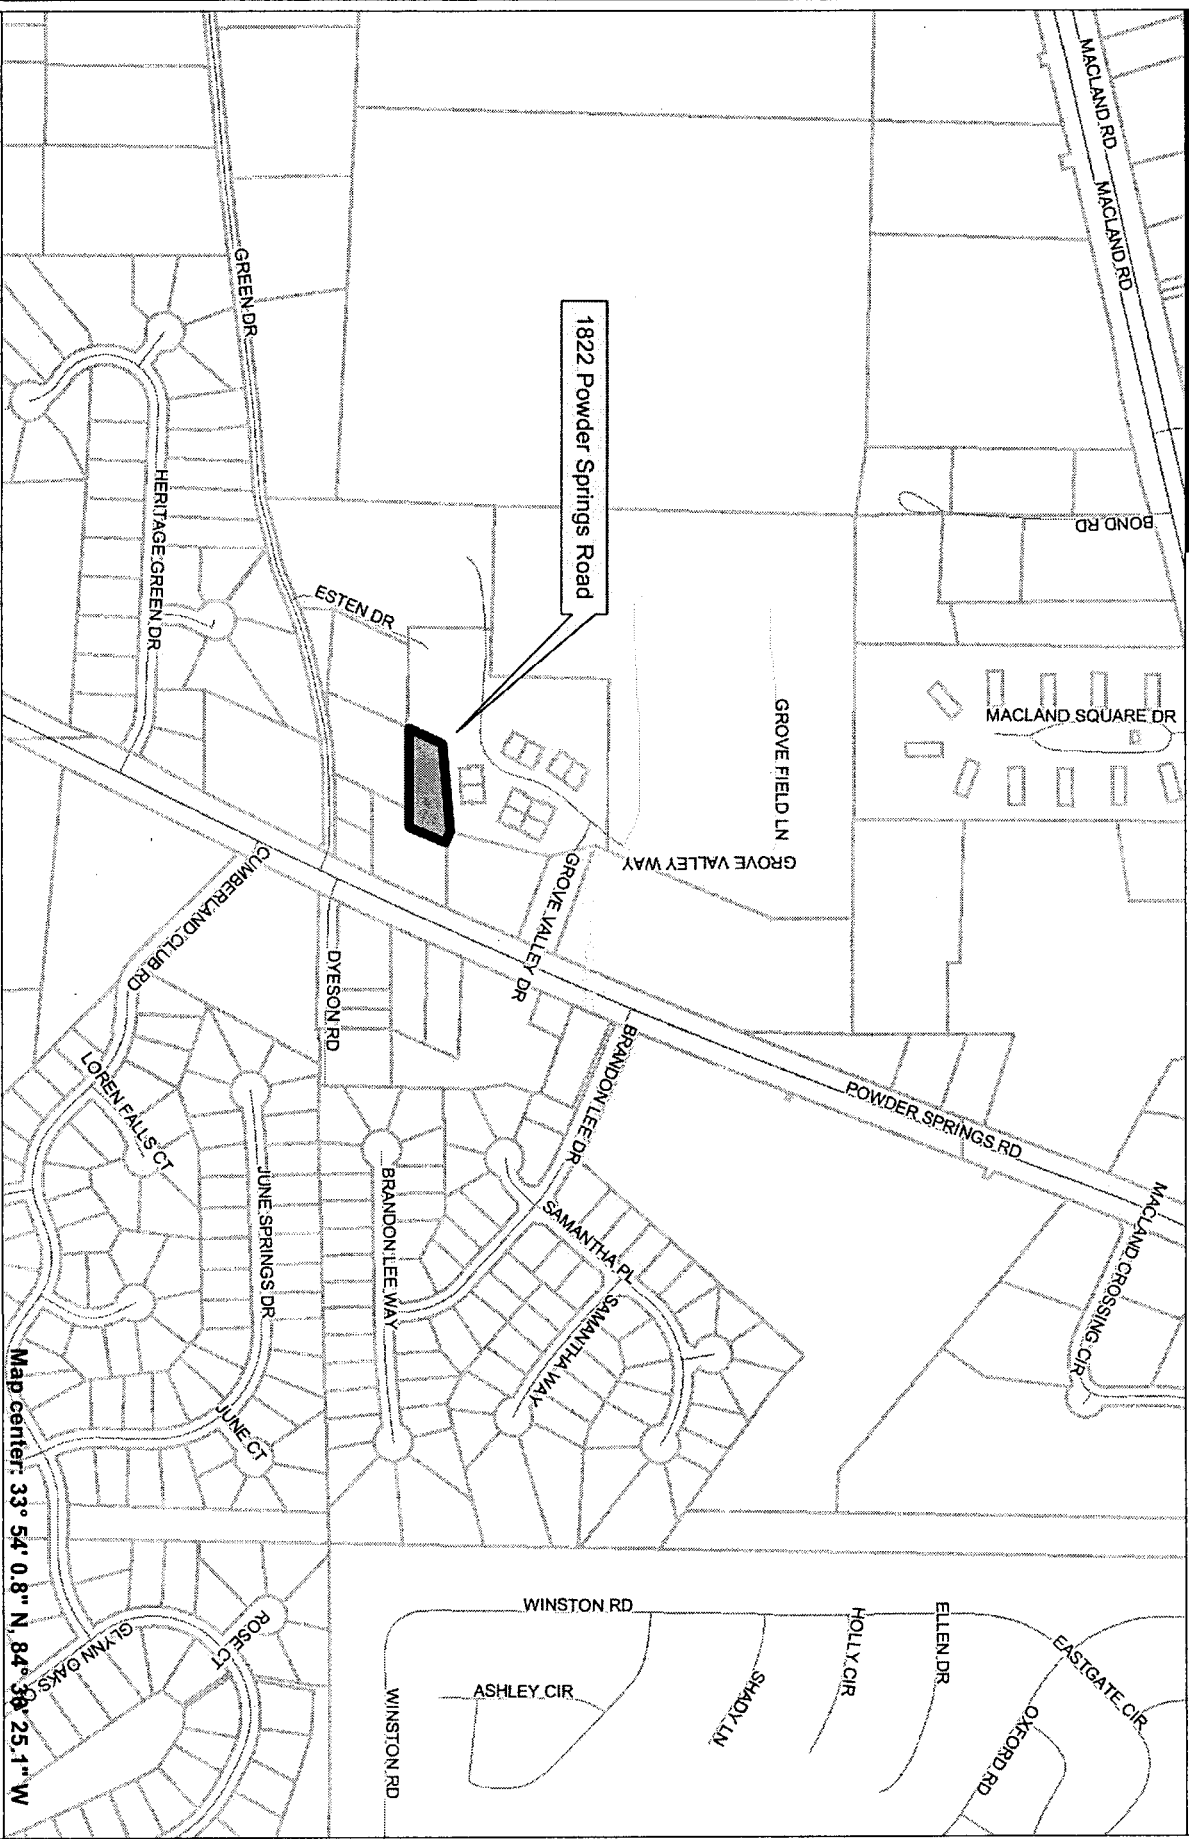 MACLAND RD
MACLAND RD
BOND RD
MACLAND SQUARE DR
GREEN DR
1822 Powder Springs Road
HERITAGE GREEN DR
ESTEN DR
GROVE FIELD LN
GROVE VALLEY WAY
GROVE VALLEY DR
CUMBERLAND CLUB RD
DYESON RD
BRANDON LEE DR
POWDER SPRINGS RD
LOREN FALLS CT
JUNE SPRINGS DR
BRANDON LEE WAY
SAMANTHA PL
SAMANTHA WAY
MACLAND CROSSING CIR
JUNE CT
WINSTON RD
ELLEN DR
HOLLY CIR
EASTGATE CIR
ROSE CT
GLYNN OAKS
ASHLEY CIR
SHADY LN
OXFORD RD
WINSTON RD
Map center: 33° 54' 0.8" N, 84° 38' 25.1" W